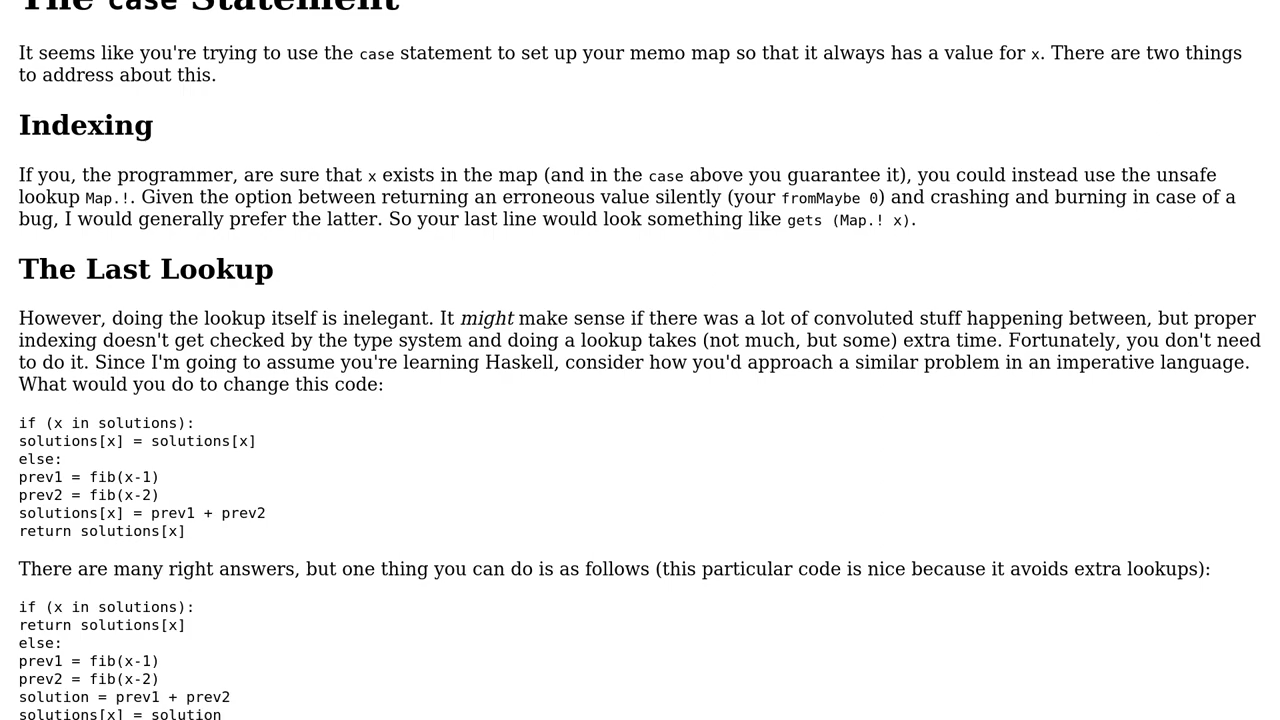 The case Statement
It seems like you're trying to use the case statement to set up your memo map so that it always has a value for x. There are two things
to address about this.
Indexing
If you, the programmer, are sure that x exists in the map (and in the case above you guarantee it), you could instead use the unsafe
lookup Map.!. Given the option between returning an erroneous value silently (your fromMaybe 0) and crashing and burning in case of a
bug, I would generally prefer the latter. So your last line would look something like gets (Map.! x).
The Last Lookup
However, doing the lookup itself is inelegant. It might make sense if there was a lot of convoluted stuff happening between, but proper
indexing doesn't get checked by the type system and doing a lookup takes (not much, but some) extra time. Fortunately, you don't need
to do it. Since I'm going to assume you're learning Haskell, consider how you'd approach a similar problem in an imperative language.
What would you do to change this code:
if (x in solutions):
solutions[x] = solutions[x]
else:
prev1 = fib(x-1)
prev2 = fib(x-2)
solutions[x] = prev1 + prev2
return solutions[x]
There are many right answers, but one thing you can do is as follows (this particular code is nice because it avoids extra lookups):
if (x in solutions):
return solutions[x]
else:
prev1 = fib(x-1)
prev2 = fib(x-2)
solution = prev1 + prev2
solutions[x] = solution